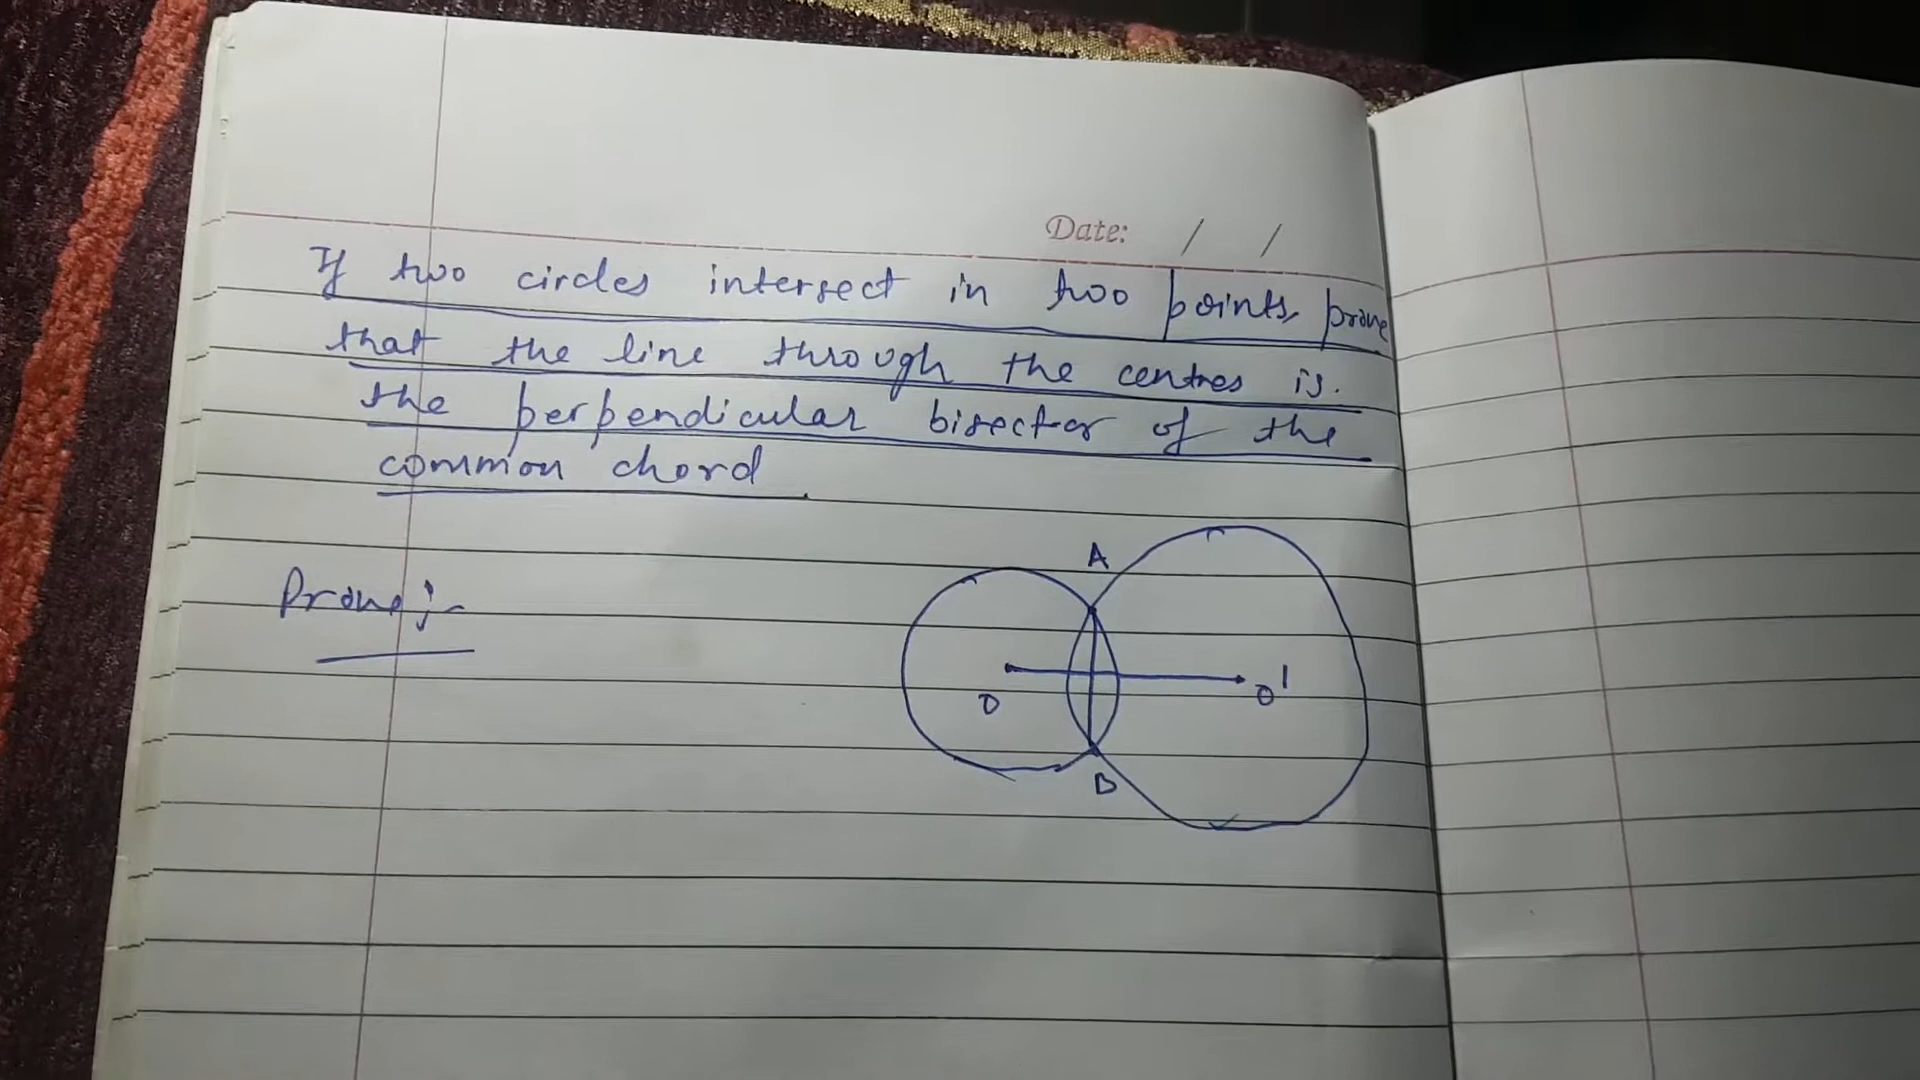 Date: / /
If two circles intersect in two points, prove
that the line through the centres is.
the perpendicular bisector of the
common chord.
Prove :-
A
O
O'
B